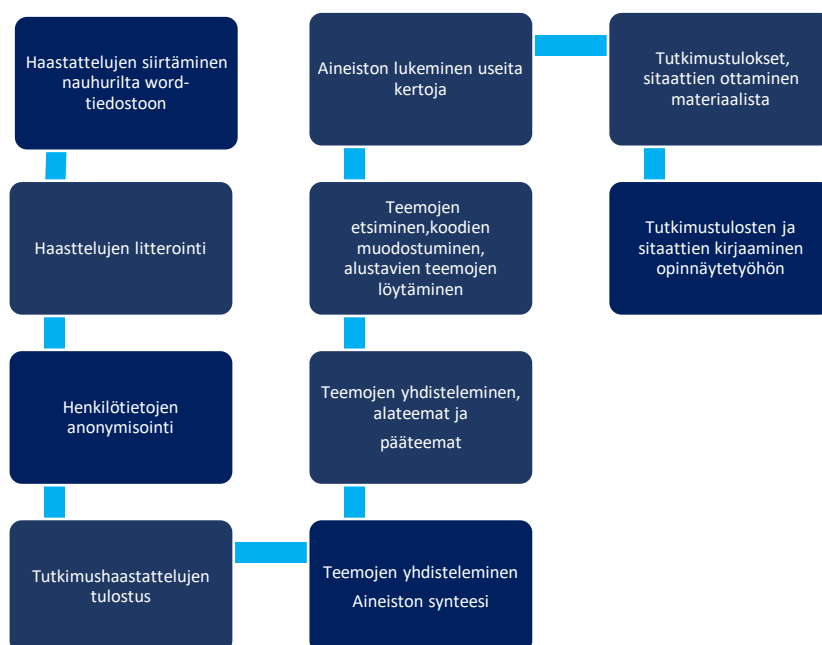 Haastattelujen siirtäminen
nauhurilta word-
tiedostoon
Haasttelujen litterointi
Henkilötietojen
anonymisointi
Tutkimushaastattelujen
tulostus
Teemojen yhdisteleminen
Aineiston synteesi
Teemojen yhdisteleminen,
alateemat ja
pääteemat
Teemojen
etsiminen,koodien
muodostuminen,
alustavien teemojen
löytäminen
Aineiston lukeminen useita
kertoja
Tutkimustulokset,
sitaattien ottaminen
materiaalista
Tutkimustulosten ja
sitaattien kirjaaminen
opinnäytetyöhön